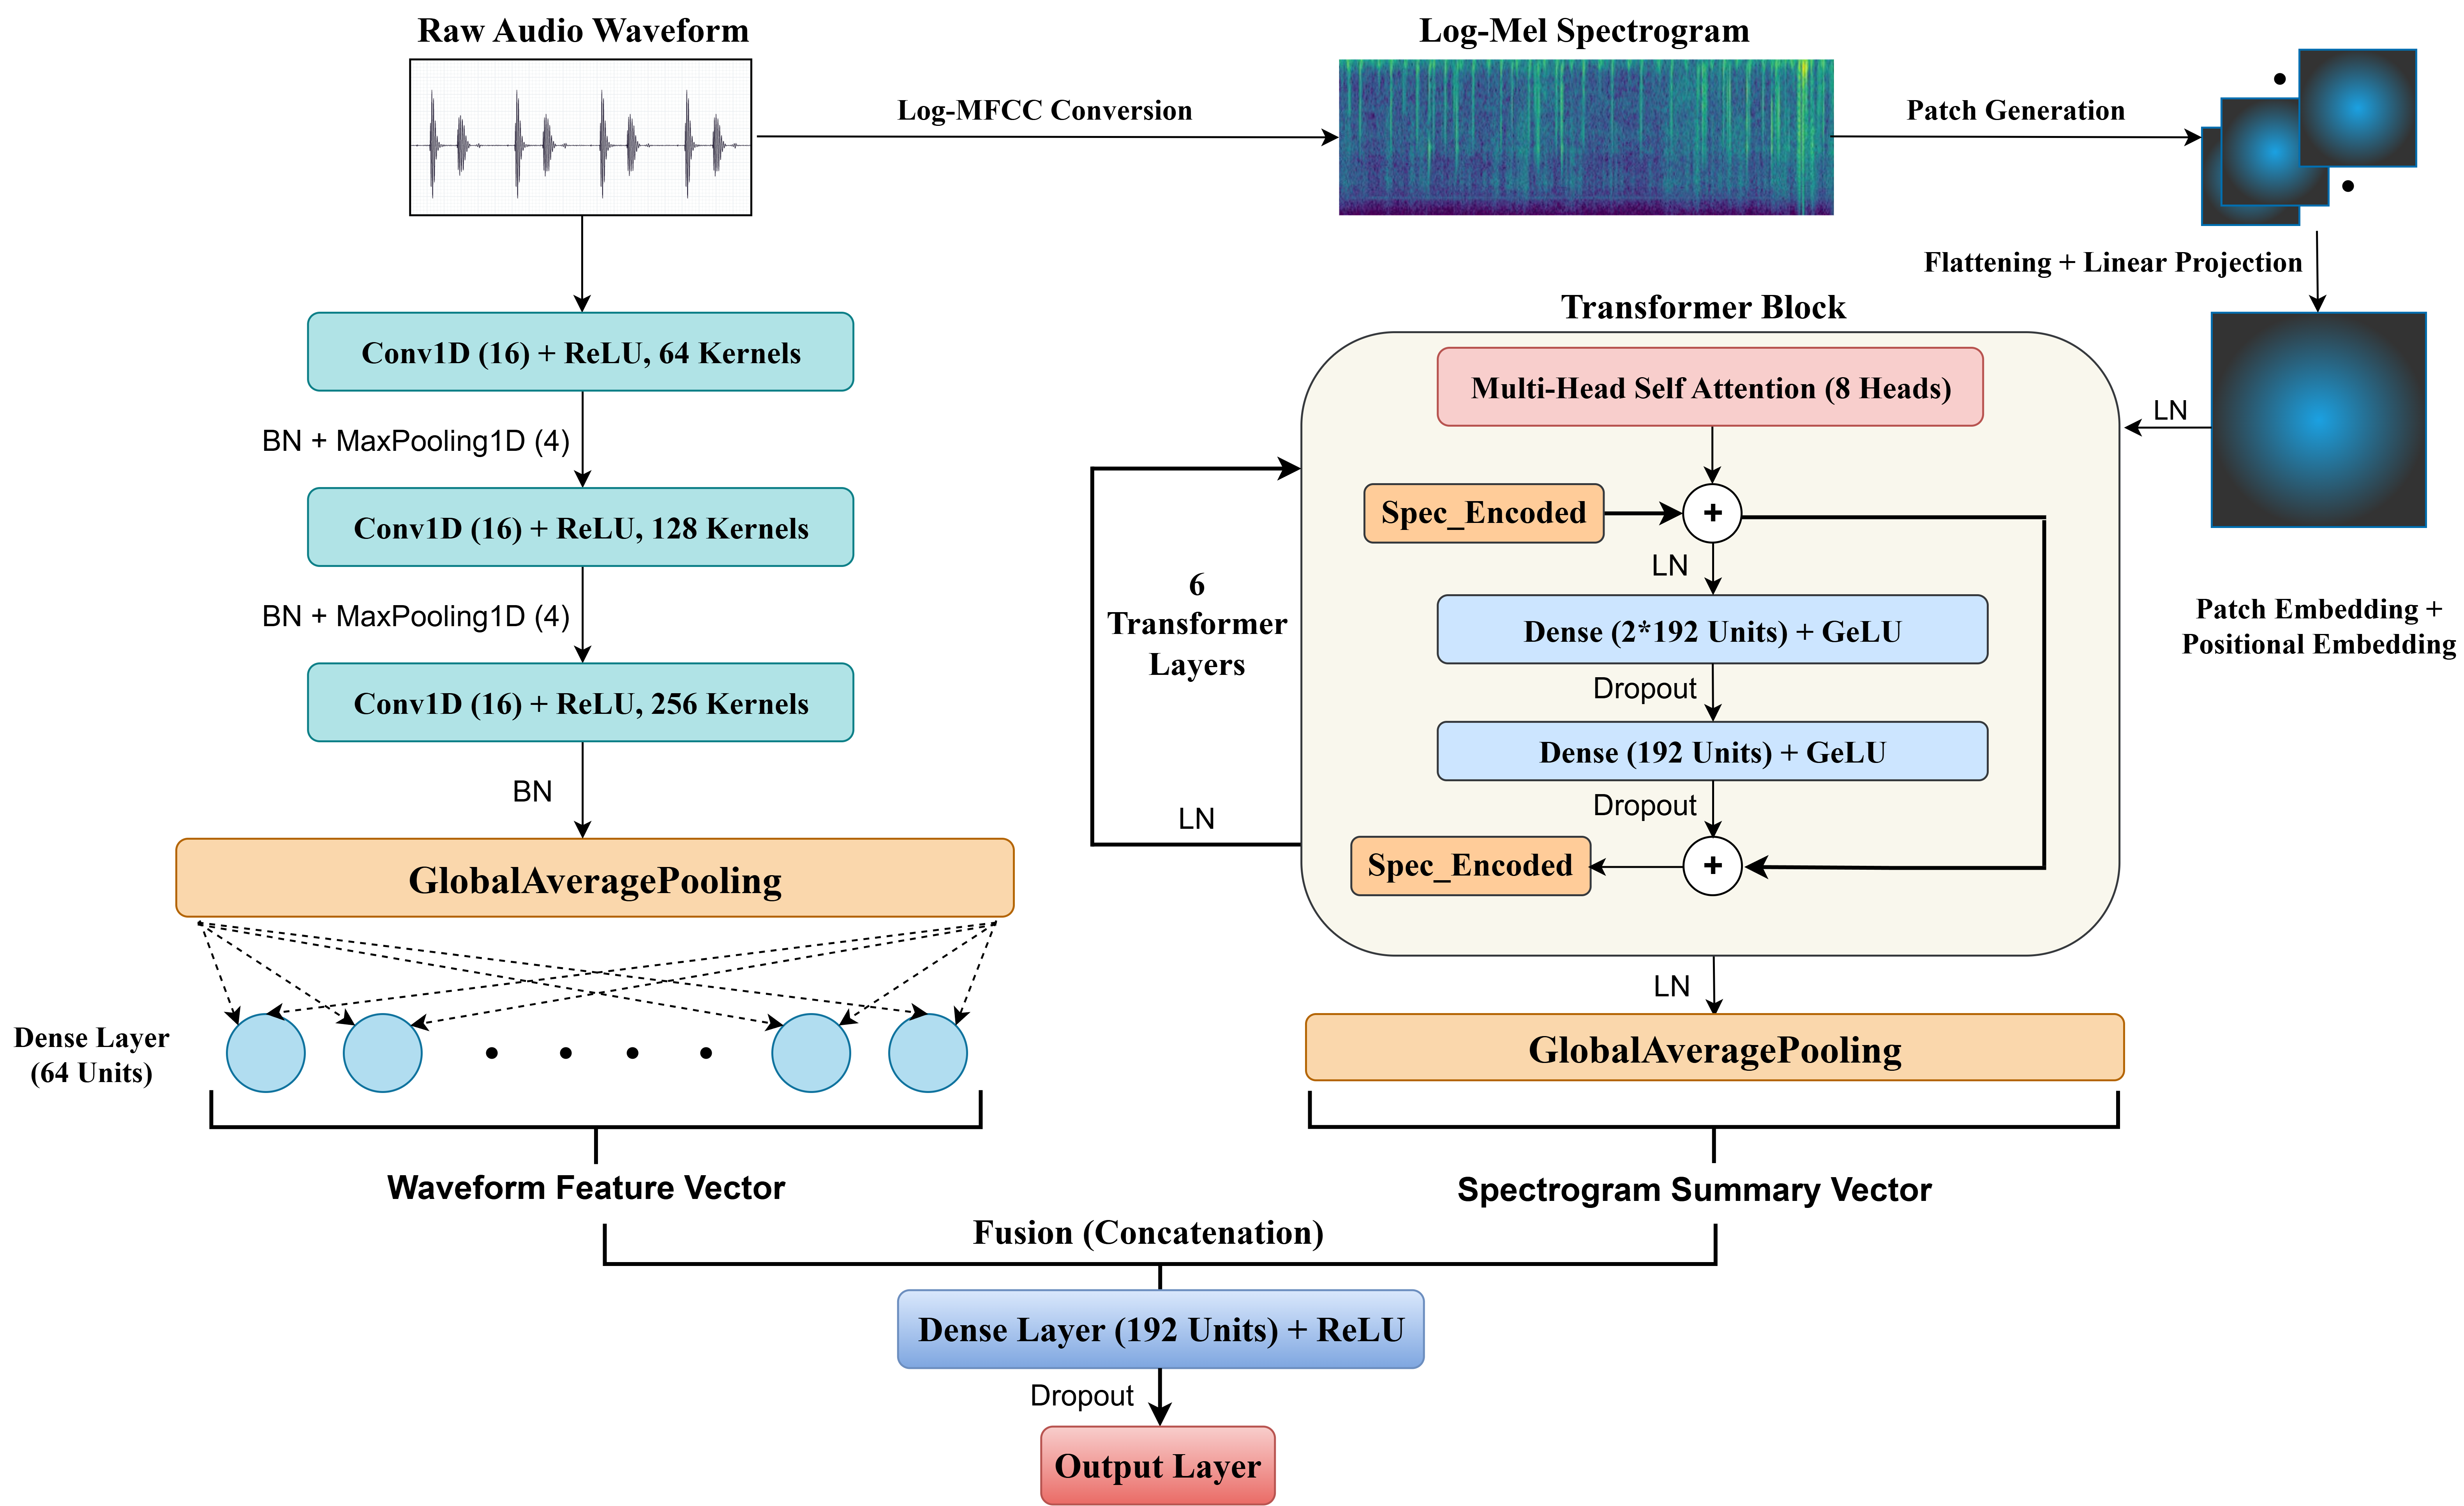 Raw Audio Waveform
Log-MFCC Conversion
Log-Mel Spectrogram
Patch Generation
Flattening + Linear Projection
Conv1D (16) + ReLU, 64 Kernels
BN + MaxPooling1D (4)
Conv1D (16) + ReLU, 128 Kernels
BN + MaxPooling1D (4)
Conv1D (16) + ReLU, 256 Kernels
BN
GlobalAveragePooling
Dense Layer
(64 Units)
Waveform Feature Vector
LN
Patch Embedding +
Positional Embedding
Transformer Block
Multi-Head Self Attention (8 Heads)
Spec_Encoded
+
LN
Dense (2*192 Units) + GeLU
Dropout
Dense (192 Units) + GeLU
Dropout
Spec_Encoded
+
6
Transformer
Layers
LN
LN
GlobalAveragePooling
Spectrogram Summary Vector
Fusion (Concatenation)
Dense Layer (192 Units) + ReLU
Dropout
Output Layer